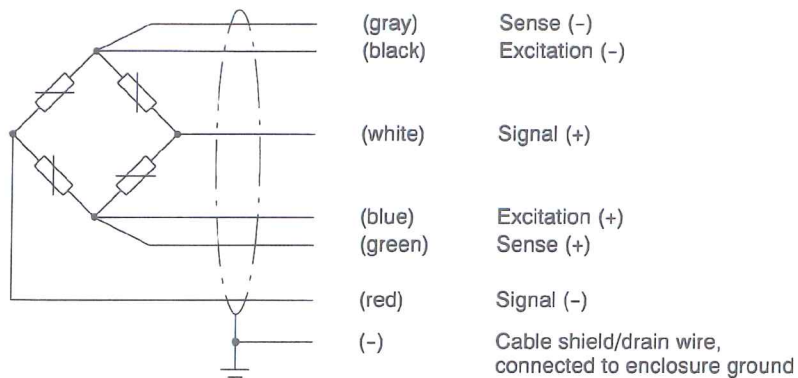 (gray) Sense (−)
(black) Excitation (−)
(white) Signal (+)
(blue) Excitation (+)
(green) Sense (+)
(red) Signal (−)
(−) Cable shield/drain wire,
connected to enclosure ground